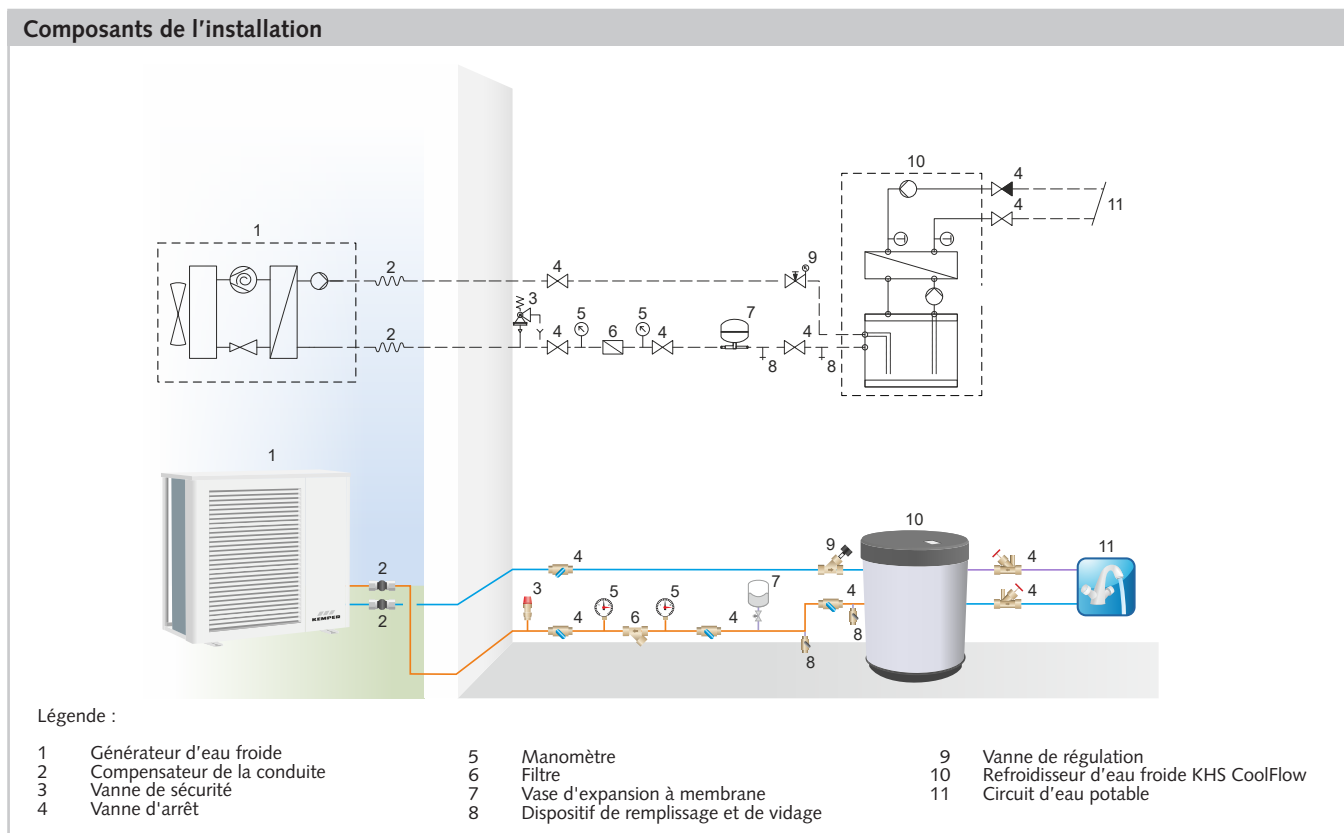 Composants de l'installation
10
4
4
11
1
2
4
9
3
5
5
7
2
4
6
4
4
8
8
1
10
2
4
9
4
11
7
3
5
5
4
4
2
4
6
4
8
8
KEMPER
Légende :
1 Générateur d'eau froide
2 Compensateur de la conduite
3 Vanne de sécurité
4 Vanne d'arrêt
5 Manomètre
6 Filtre
7 Vase d'expansion à membrane
8 Dispositif de remplissage et de vidage
9 Vanne de régulation
10 Refroidisseur d'eau froide KHS CoolFlow
11 Circuit d'eau potable